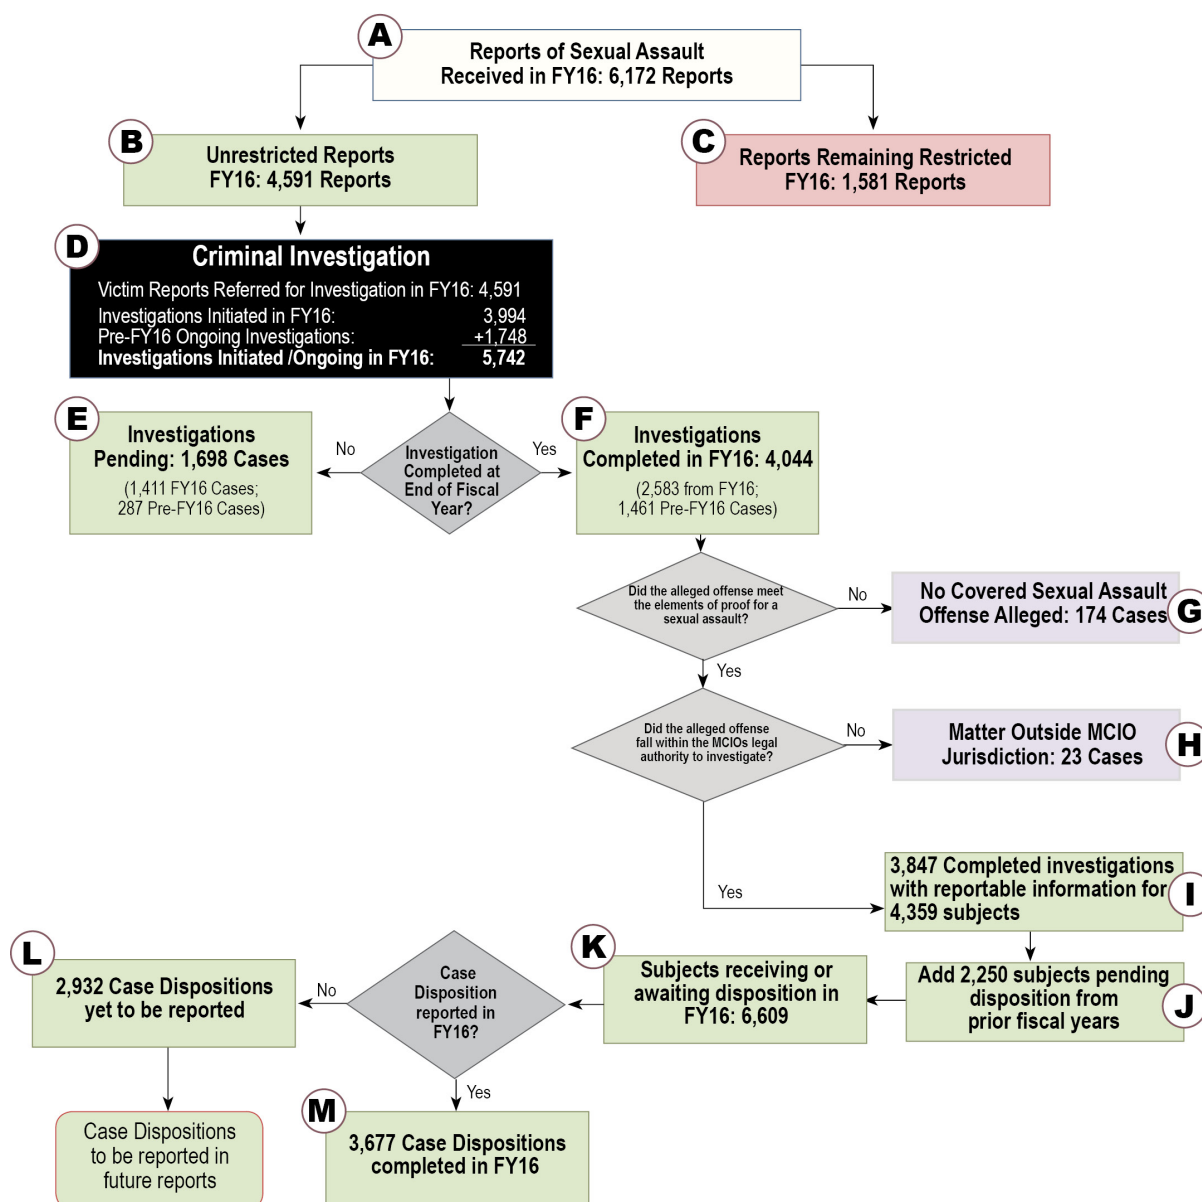 A
Reports of Sexual Assault
Received in FY16: 6,172 Reports
B
Unrestricted Reports
FY16: 4,591 Reports
C
Reports Remaining Restricted
FY16: 1,581 Reports
D
Criminal Investigation
Victim Reports Referred for Investigation in FY16: 4,591
Investigations Initiated in FY16: 3,994
Pre-FY16 Ongoing Investigations: +1,748
Investigations Initiated /Ongoing in FY16: 5,742
E
Investigations
Pending: 1,698 Cases
(1,411 FY16 Cases;
287 Pre-FY16 Cases)
No
Investigation
Completed at
End of Fiscal
Year?
Yes
F
Investigations
Completed in FY16: 4,044
(2,583 from FY16;
1,461 Pre-FY16 Cases)
Did the alleged offense meet
the elements of proof for a
sexual assault?
No
No Covered Sexual Assault
Offense Alleged: 174 Cases
G
Yes
Did the alleged offense
fall within the MCIOs legal
authority to investigate?
No
Matter Outside MCIO
Jurisdiction: 23 Cases
H
Yes
3,847 Completed investigations
with reportable information for
4,359 subjects
I
Add 2,250 subjects pending
disposition from
prior fiscal years
J
K
Subjects receiving or
awaiting disposition in
FY16: 6,609
Case
Disposition
reported in
FY16?
No
L
2,932 Case Dispositions
yet to be reported
Case Dispositions
to be reported in
future reports
Yes
M
3,677 Case Dispositions
completed in FY16